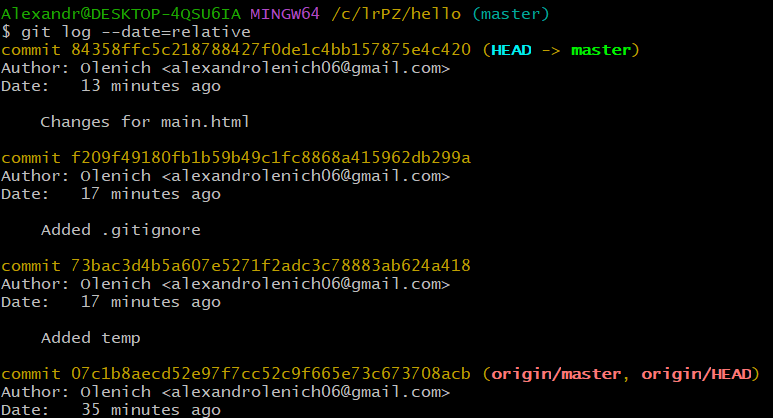 Alexandr@DESKTOP-4QSU6IA MINGW64 /c/lrPZ/hello (master)
$ git log --date=relative
commit 84358ffc5c218788427f0de1c4bb157875e4c420 (HEAD -> master)
Author: Olenich <alexandrolenich06@gmail.com>
Date:   13 minutes ago
    Changes for main.html
commit f209f49180fb1b59b49c1fc8868a415962db299a
Author: Olenich <alexandrolenich06@gmail.com>
Date:   17 minutes ago
    Added .gitignore
commit 73bac3d4b5a607e5271f2adc3c78883ab624a418
Author: Olenich <alexandrolenich06@gmail.com>
Date:   17 minutes ago
    Added temp
commit 07c1b8aecd52e97f7cc52c9f665e73c673708acb (origin/master, origin/HEAD)
Author: Olenich <alexandrolenich06@gmail.com>
Date:   35 minutes ago